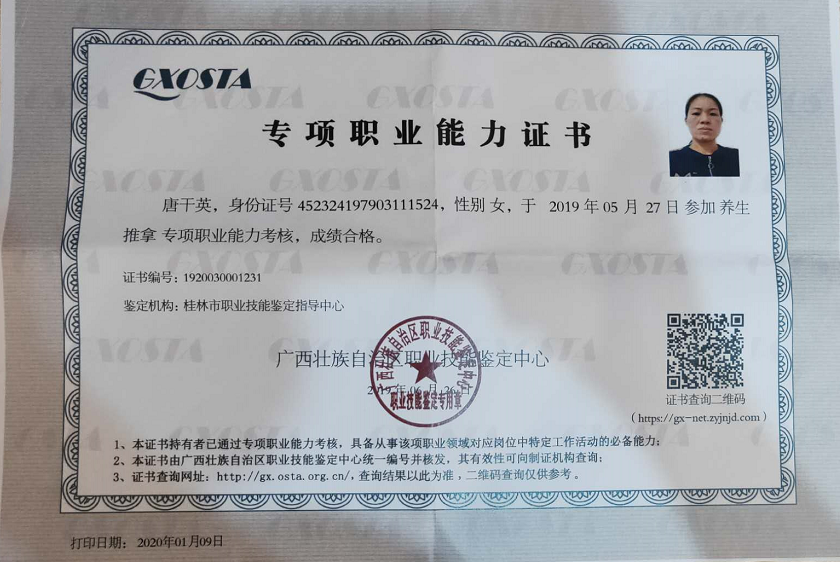 GXOSTA
专项职业能力证书
唐干英，身份证号 452324197903111524，性别 女，于 2019 年 05 月 27 日 参加 养生
推拿 专项职业能力考核，成绩合格。
证书编号：1920030001231
鉴定机构：桂林市职业技能鉴定指导中心
广西壮族自治区职业技能鉴定中心
职业技能鉴定专用章
证书查询二维码
（https://gx-net.zyjnjd.com）
1、本证书持有者已通过专项职业能力考核，具备从事该项职业领域对应岗位中特定工作活动的必备能力；
2、本证书由广西壮族自治区职业技能鉴定中心统一编号并核发，其有效性可向制证机构查询；
3、证书查询网址：http://gx.osta.org.cn/，查询结果以此为准，二维码查询仅供参考。
打印日期： 2020年01月09日